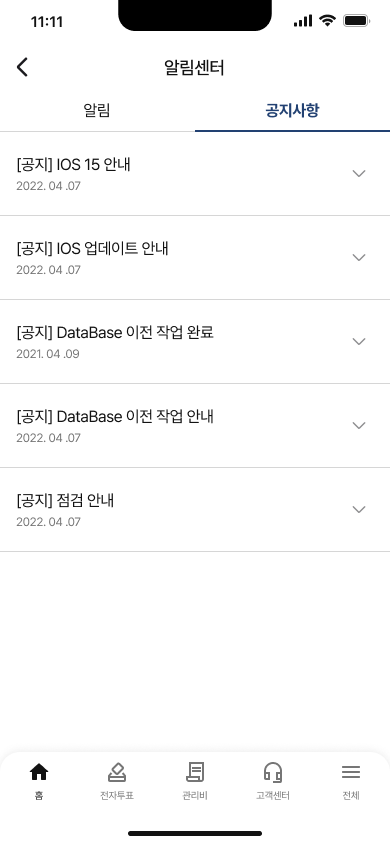 11:11
알림센터
알림 공지사항
[공지] IOS 15 안내
2022. 04 .07
[공지] IOS 업데이트 안내
2022. 04 .07
[공지] DataBase 이전 작업 완료
2021. 04 .09
[공지] DataBase 이전 작업 안내
2022. 04 .07
[공지] 점검 안내
2022. 04 .07
홈 전자투표 관리비 고객센터 전체